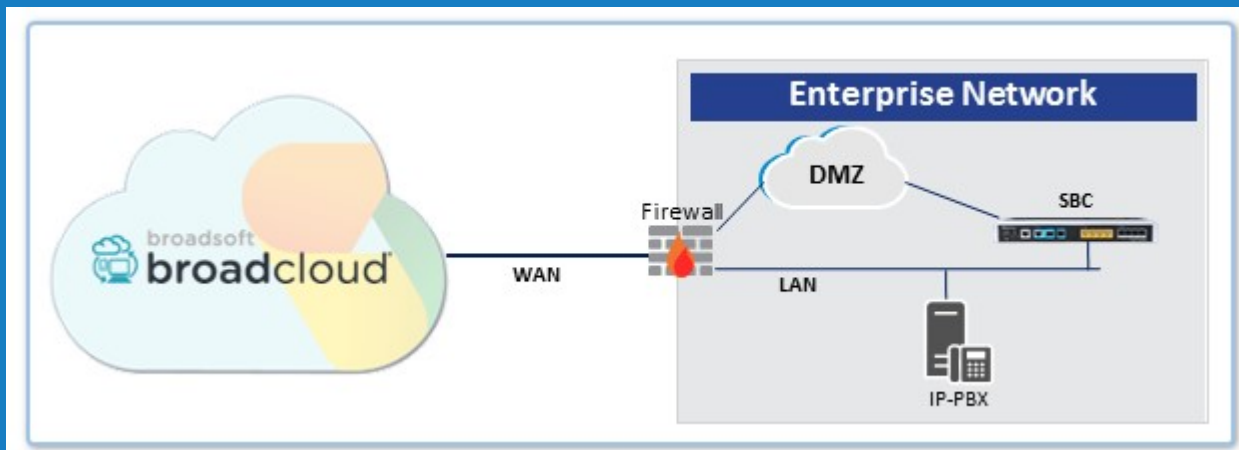 Enterprise Network
DMZ
SBC
Firewall
broadsoft
broadcloud
WAN
LAN
IP-PBX